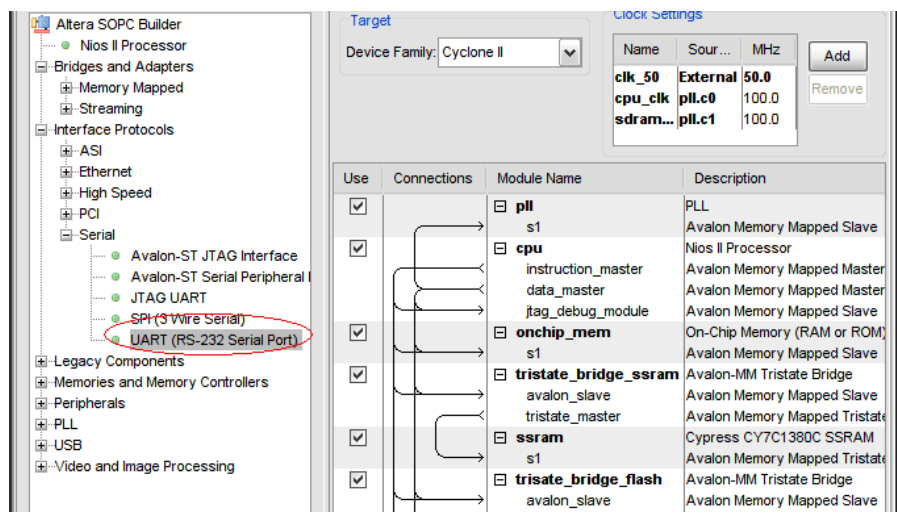 Altera SOPC Builder
Nios II Processor
Bridges and Adapters
Memory Mapped
Streaming
Interface Protocols
ASI
Ethernet
High Speed
PCI
Serial
Avalon-ST JTAG Interface
Avalon-ST Serial Peripheral I
JTAG UART
SPI (3 Wire Serial)
UART (RS-232 Serial Port)
Legacy Components
Memories and Memory Controllers
Peripherals
PLL
USB
Video and Image Processing
Target
Device Family: Cyclone II
Clock Settings
Name Sour... MHz
clk_50 External 50.0
cpu_clk pll.c0 100.0
sdram... pll.c1 100.0
Add
Remove
Use Connections Module Name Description
pll PLL
s1 Avalon Memory Mapped Slave
cpu Nios II Processor
instruction_master Avalon Memory Mapped Master
data_master Avalon Memory Mapped Master
jtag_debug_module Avalon Memory Mapped Slave
onchip_mem On-Chip Memory (RAM or ROM)
s1 Avalon Memory Mapped Slave
tristate_bridge_ssram Avalon-MM Tristate Bridge
avalon_slave Avalon Memory Mapped Slave
tristate_master Avalon Memory Mapped Tristate
ssram Cypress CY7C1380C SSRAM
s1 Avalon Memory Mapped Tristate
trisate_bridge_flash Avalon-MM Tristate Bridge
avalon_slave Avalon Memory Mapped Slave